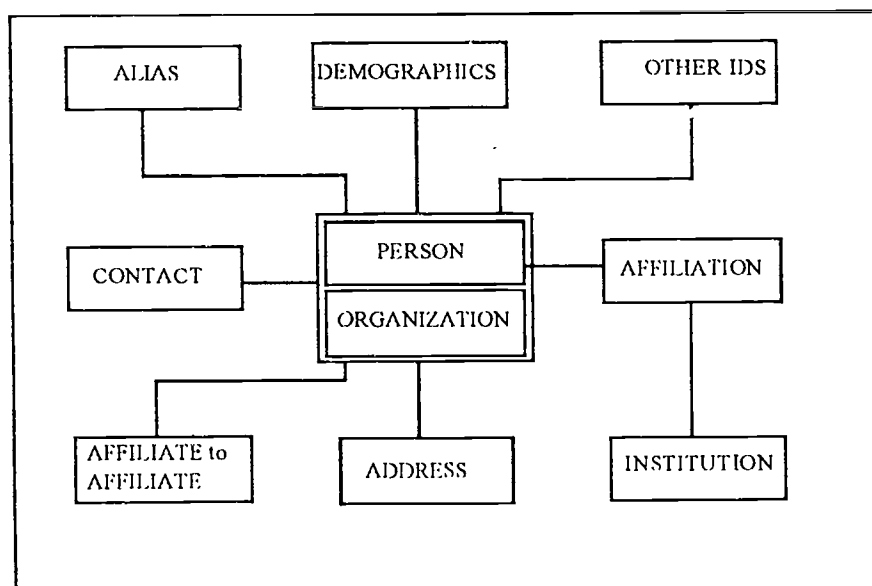 ALIAS
DEMOGRAPHICS
OTHER IDS
PERSON
CONTACT
AFFILIATION
ORGANIZATION
AFFILIATE to
AFFILIATE
ADDRESS
INSTITUTION